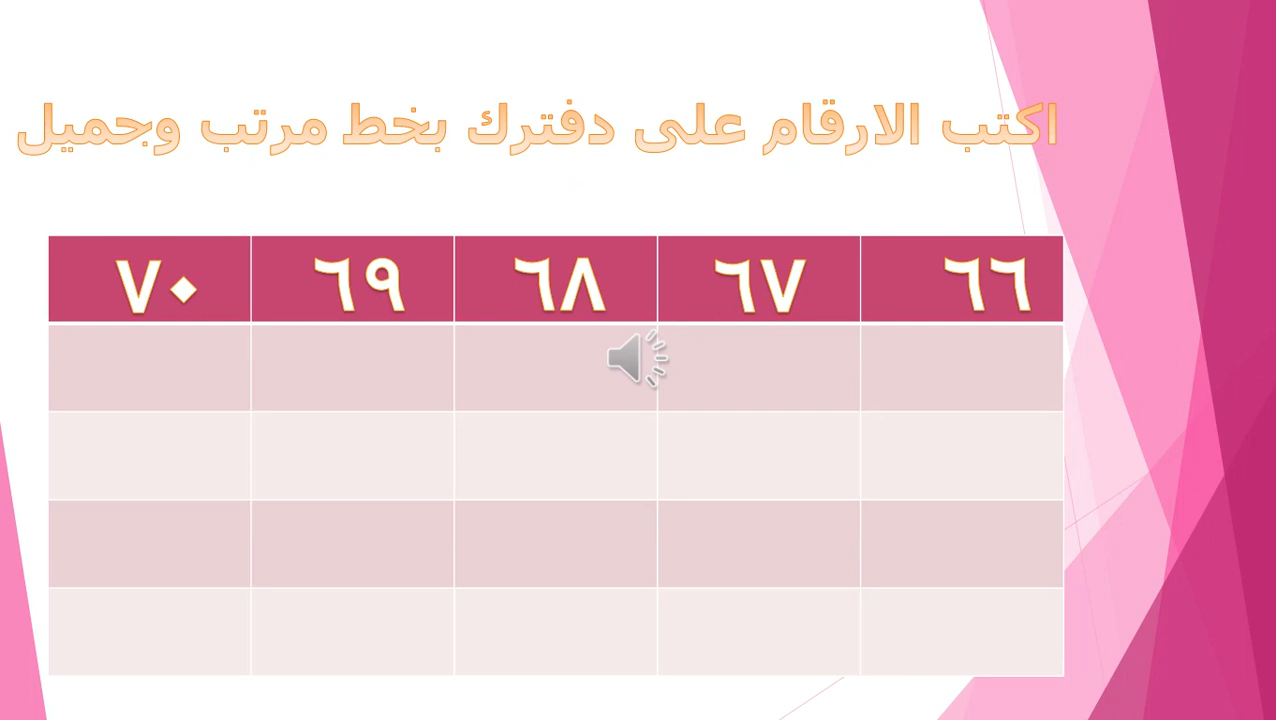 اكتب الارقام على دفترك بخط مرتب وجميل
٦٦ ٦٧ ٦٨ ٦٩ ٧٠